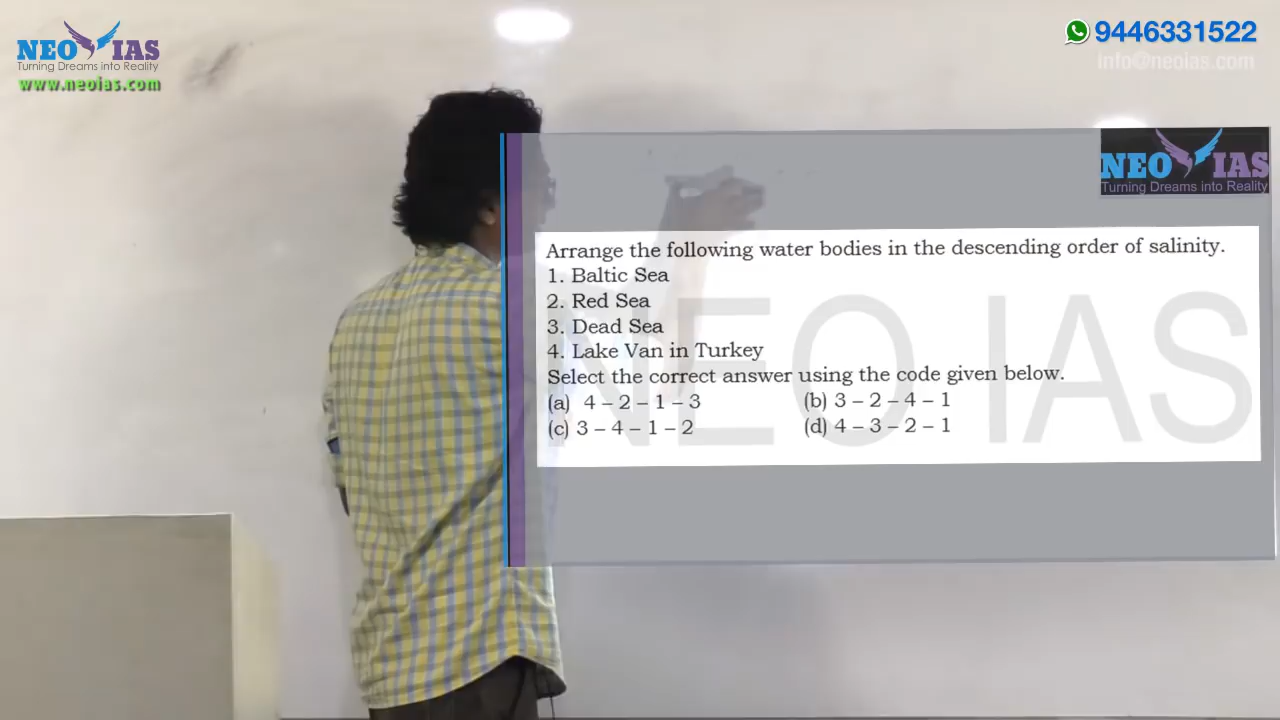 NEO IAS
Turning Dreams into Reality
www.neoias.com
9446331522
info@neoias.com
NEO IAS
Turning Dreams into Reality
Arrange the following water bodies in the descending order of salinity.
1. Baltic Sea
2. Red Sea
3. Dead Sea
4. Lake Van in Turkey
Select the correct answer using the code given below.
(a) 4 – 2 – 1 – 3 (b) 3 – 2 – 4 – 1
(c) 3 – 4 – 1 – 2 (d) 4 – 3 – 2 – 1
NEO IAS